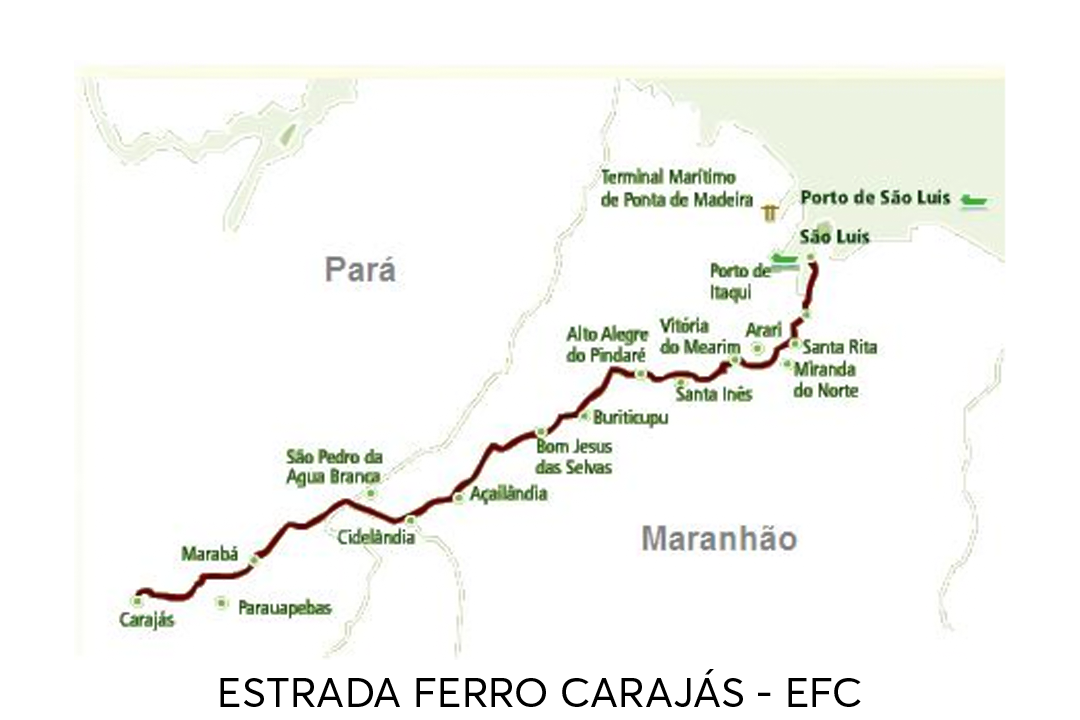 Terminal Marítimo
de Ponta de Madeira
Porto de São Luis
São Luís
Pará
Porto de
Itaqui
Alto Alegre
do Pindaré
Vitória
do Mearim
Arari
Santa Rita
Miranda
do Norte
Santa Inês
Buriticupu
Bom Jesus
das Selvas
São Pedro da
Agua Branca
Açailândia
Cidelândia
Maranhão
Marabá
Parauapebas
Carajás
ESTRADA FERRO CARAJÁS - EFC